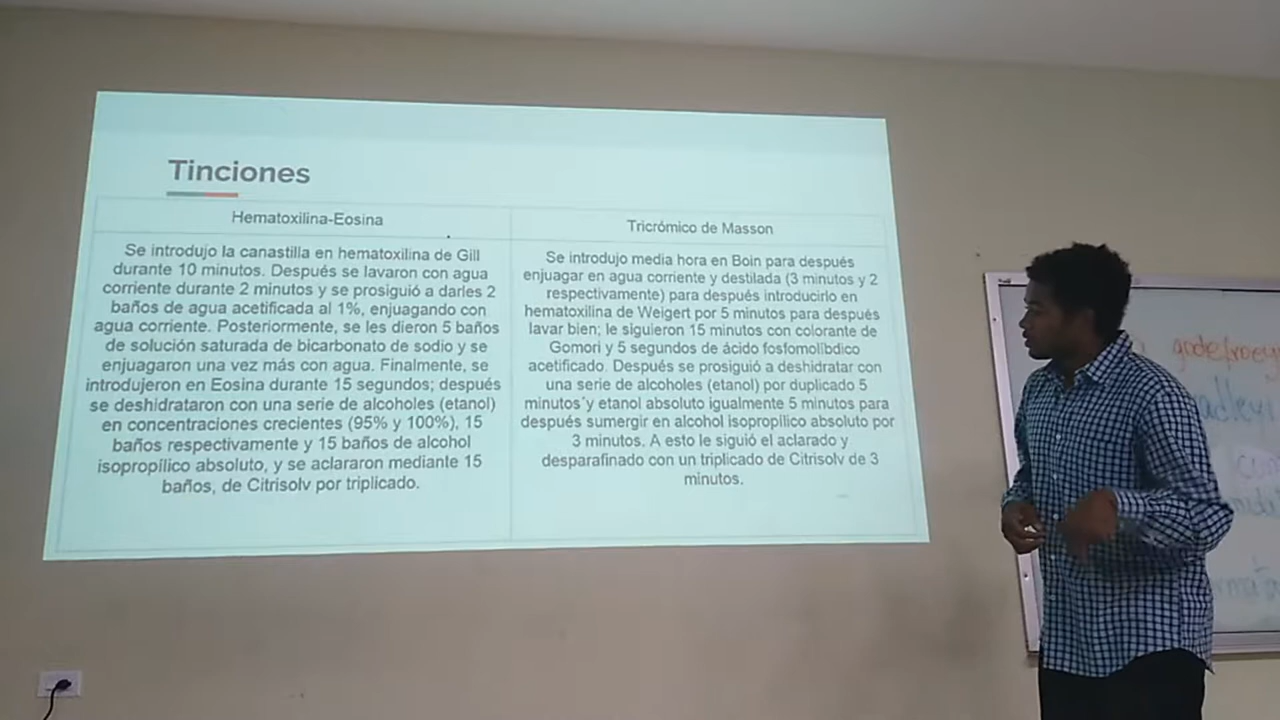 Tinciones
Hematoxilina-Eosina
Se introdujo la canastilla en hematoxilina de Gill
durante 10 minutos. Después se lavaron con agua
corriente durante 2 minutos y se prosiguió a darles 2
baños de agua acetificada al 1%, enjuagando con
agua corriente. Posteriormente, se les dieron 5 baños
de solución saturada de bicarbonato de sodio y se
enjuagaron una vez más con agua. Finalmente, se
introdujeron en Eosina durante 15 segundos; después
se deshidrataron con una serie de alcoholes (etanol)
en concentraciones crecientes (95% y 100%), 15
baños respectivamente y 15 baños de alcohol
isopropílico absoluto, y se aclararon mediante 15
baños, de Citrisolv por triplicado.
Tricrómico de Masson
Se introdujo media hora en Boin para después
enjuagar en agua corriente y destilada (3 minutos y 2
respectivamente) para después introducirlo en
hematoxilina de Weigert por 5 minutos para después
lavar bien; le siguieron 15 minutos con colorante de
Gomori y 5 segundos de ácido fosfomolíbdico
acetificado. Después se prosiguió a deshidratar con
una serie de alcoholes (etanol) por duplicado 5
minutos y etanol absoluto igualmente 5 minutos para
después sumergir en alcohol isopropílico absoluto por
3 minutos. A esto le siguió el aclarado y
desparafinado con un triplicado de Citrisolv de 3
minutos.